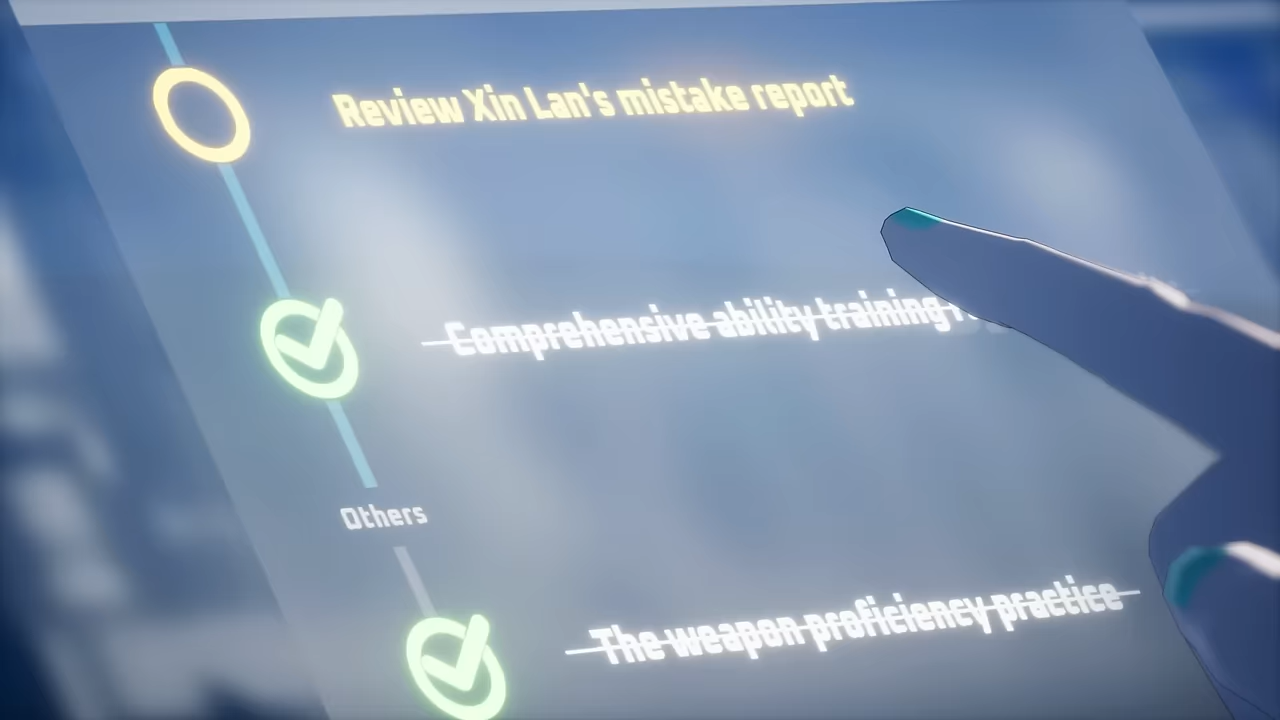 Review Xin Lan's mistake report
Comprehensive ability training
Others
The weapon proficiency practice